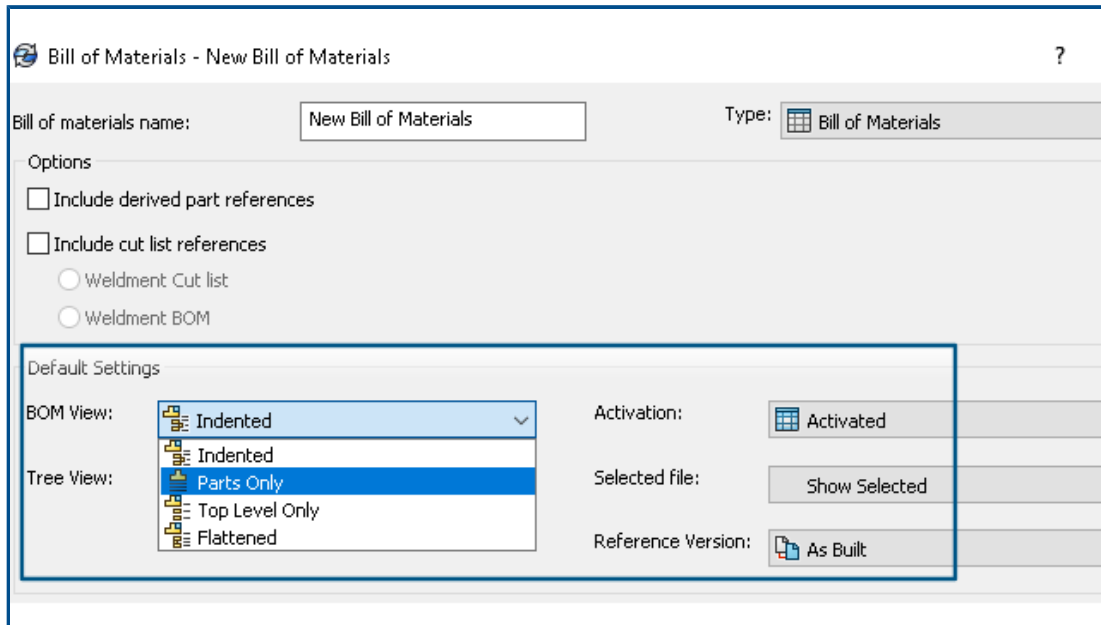 Bill of Materials - New Bill of Materials ?
Bill of materials name: New Bill of Materials Type: Bill of Materials
Options
Include derived part references
Include cut list references
Weldment Cut list
Weldment BOM
Default Settings
BOM View: Indented Activation: Activated
Indented
Tree View: Parts Only Selected file: Show Selected
Top Level Only
Flattened Reference Version: As Built